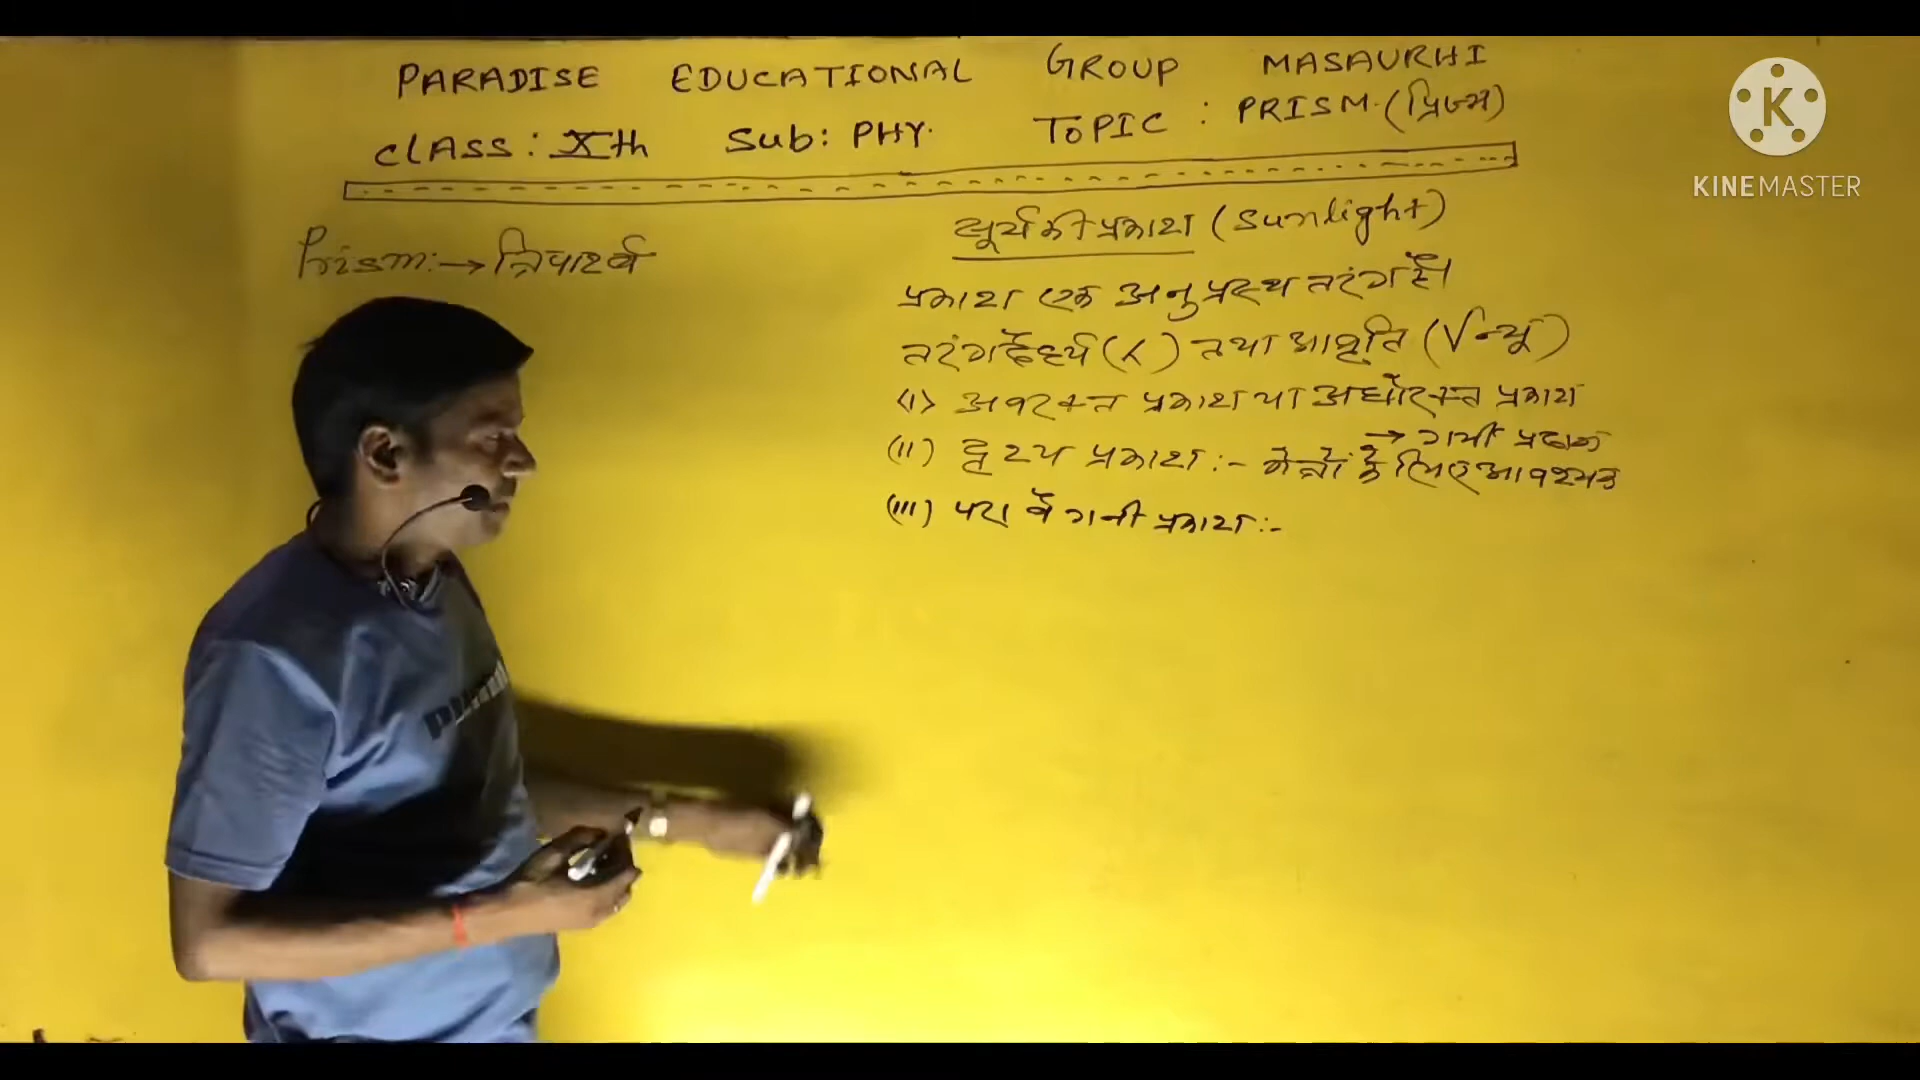 PARADISE EDUCATIONAL GROUP MASAURHI
CLASS: Xth Sub: PHY. TOPIC: PRISM. (प्रिज्म)
Prism:→ त्रिपार्श्व
सूर्य की प्रकाश (Sunlight)
प्रकाश एक अनुप्रस्थ तरंग है।
तरंगदैर्ध्य (λ) तथा आवृत्ति (√ न्यू)
(i) अवरक्त प्रकाश या अधोरक्त प्रकाश
→ गर्मी प्रदान
(ii) दृश्य प्रकाश :- नेत्रों के लिए आवश्यक
(iii) परा बैगनी प्रकाश :-
KINEMASTER